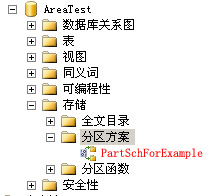 AreaTest
数据库关系图
表
视图
同义词
可编程性
存储
全文目录
分区方案
PartSchForExample
分区函数
安全性